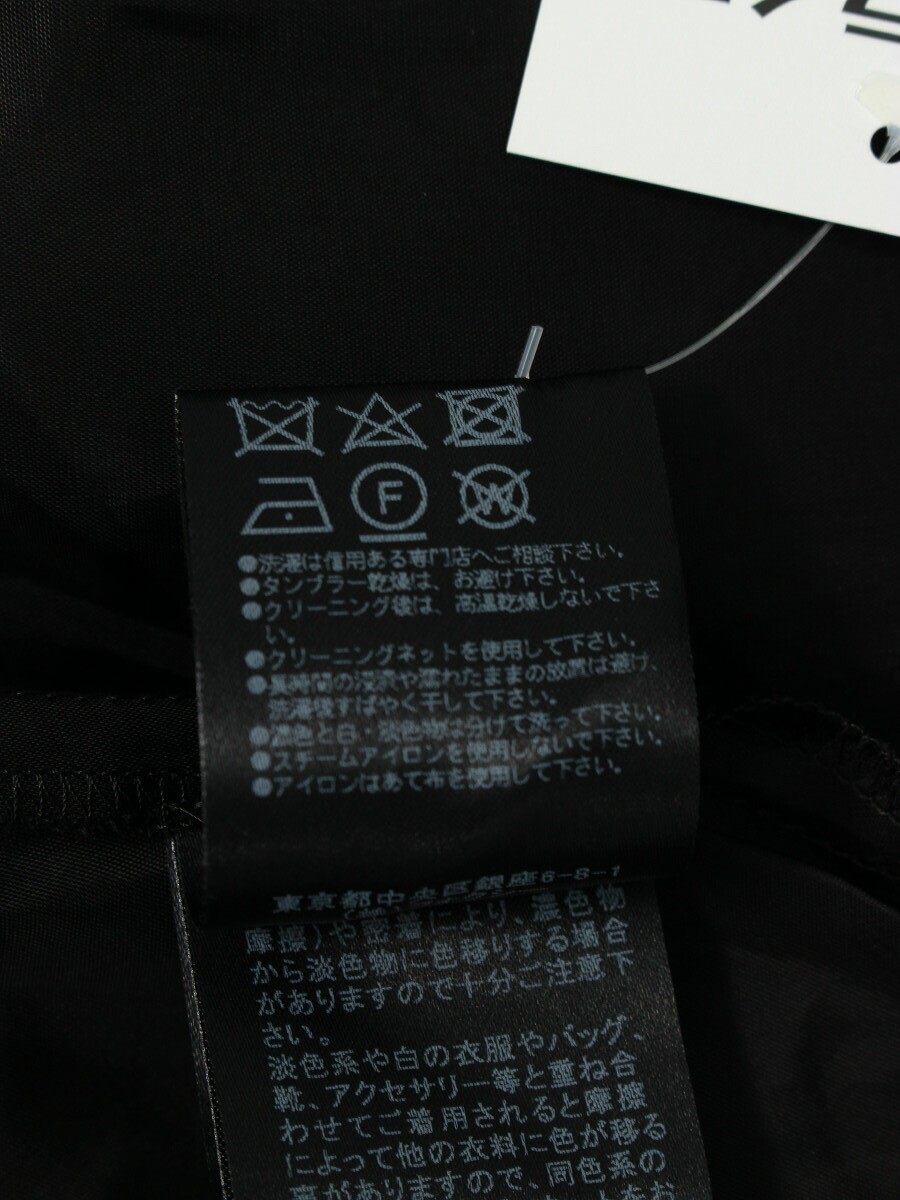 F
W
●洗濯は信用ある専門店へご相談下さい。
●タンブラー乾燥は、お避け下さい。
●クリーニング後は、高温乾燥しないで下さ
い。
●クリーニングネットを使用して下さい。
●長時間の浸漬や濡れたままの放置は避け、
洗濯後すばやく干して下さい。
●濃色と白・淡色物は分けて洗って下さい。
●スチームアイロンを使用しないで下さい。
●アイロンはあて布を使用して下さい。
東京都中央区銀座6-8-1
摩擦)や密着により、濃色物
から淡色物に色移りする場合
がありますので十分ご注意下
さい。
淡色系や白の衣服やバッグ、
靴、アクセサリー等と重ね合
わせてご着用されると摩擦
によって他の衣料に色が移る
がありますので、同色系の